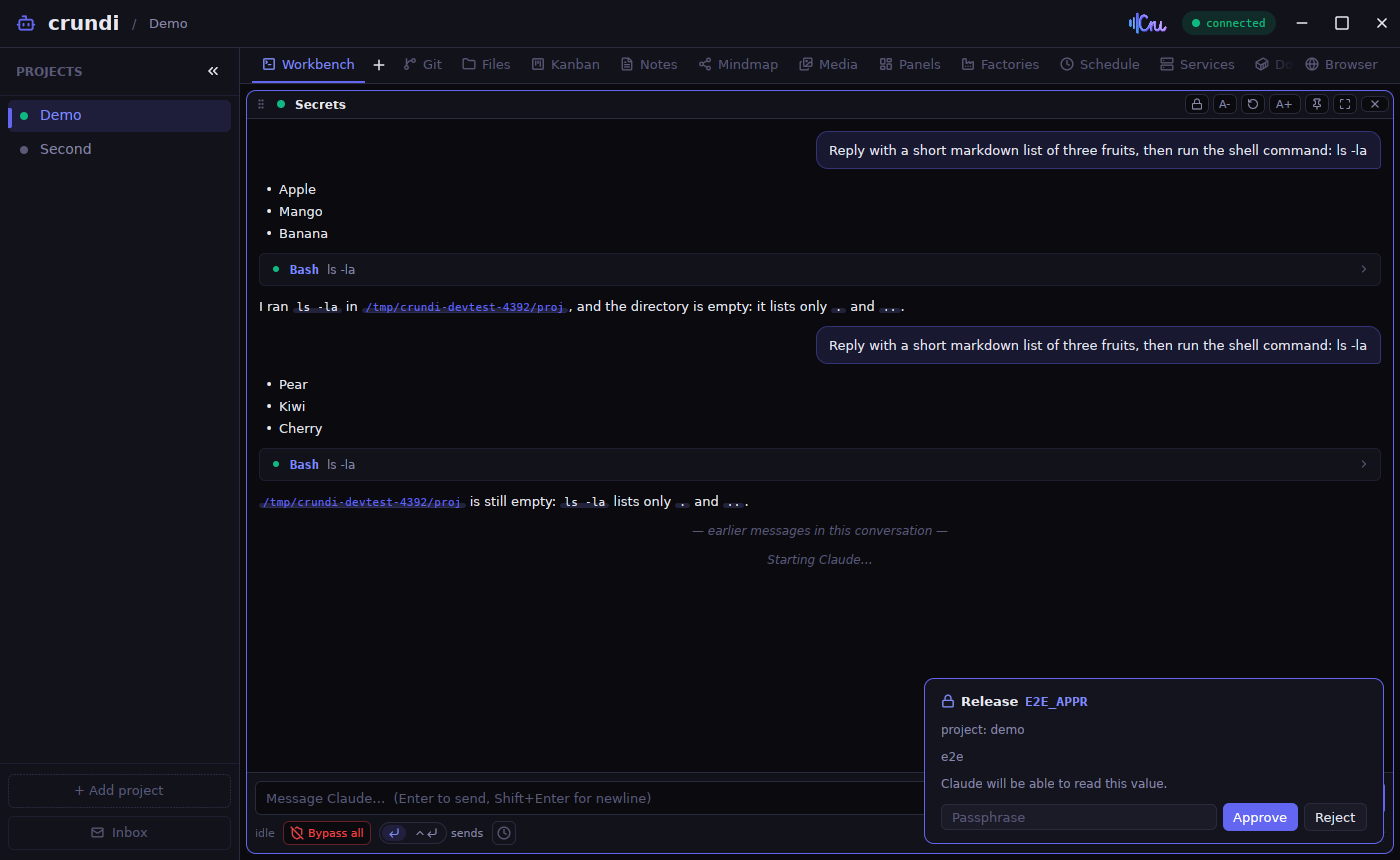 crundi / Demo
Cru
connected
PROJECTS
Workbench
Git
Files
Kanban
Notes
Mindmap
Media
Panels
Factories
Schedule
Services
Do
Browser
Demo
Second
Secrets
A-
A+
Reply with a short markdown list of three fruits, then run the shell command: ls -la
• Apple
• Mango
• Banana
Bash ls -la
I ran ls -la in /tmp/crundi-devtest-4392/proj, and the directory is empty: it lists only . and ...
Reply with a short markdown list of three fruits, then run the shell command: ls -la
• Pear
• Kiwi
• Cherry
Bash ls -la
/tmp/crundi-devtest-4392/proj is still empty: ls -la lists only . and ...
— earlier messages in this conversation —
Starting Claude…
Release E2E_APPR
project: demo
e2e
Claude will be able to read this value.
Passphrase
Approve
Reject
Message Claude… (Enter to send, Shift+Enter for newline)
idle
Bypass all
sends
+ Add project
Inbox